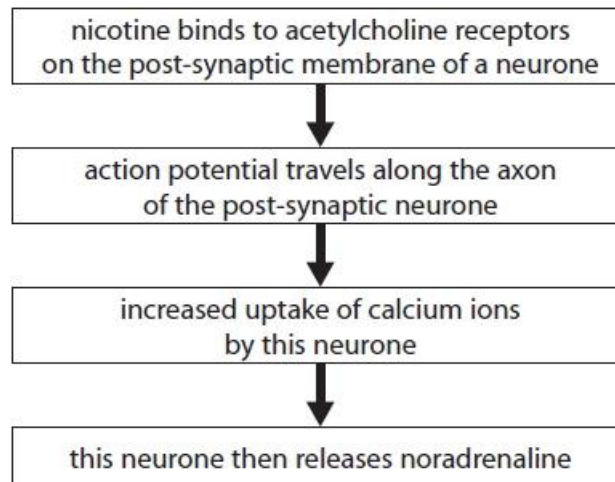 nicotine binds to acetylcholine receptors
on the post-synaptic membrane of a neurone
action potential travels along the axon
of the post-synaptic neurone
increased uptake of calcium ions
by this neurone
this neurone then releases noradrenaline